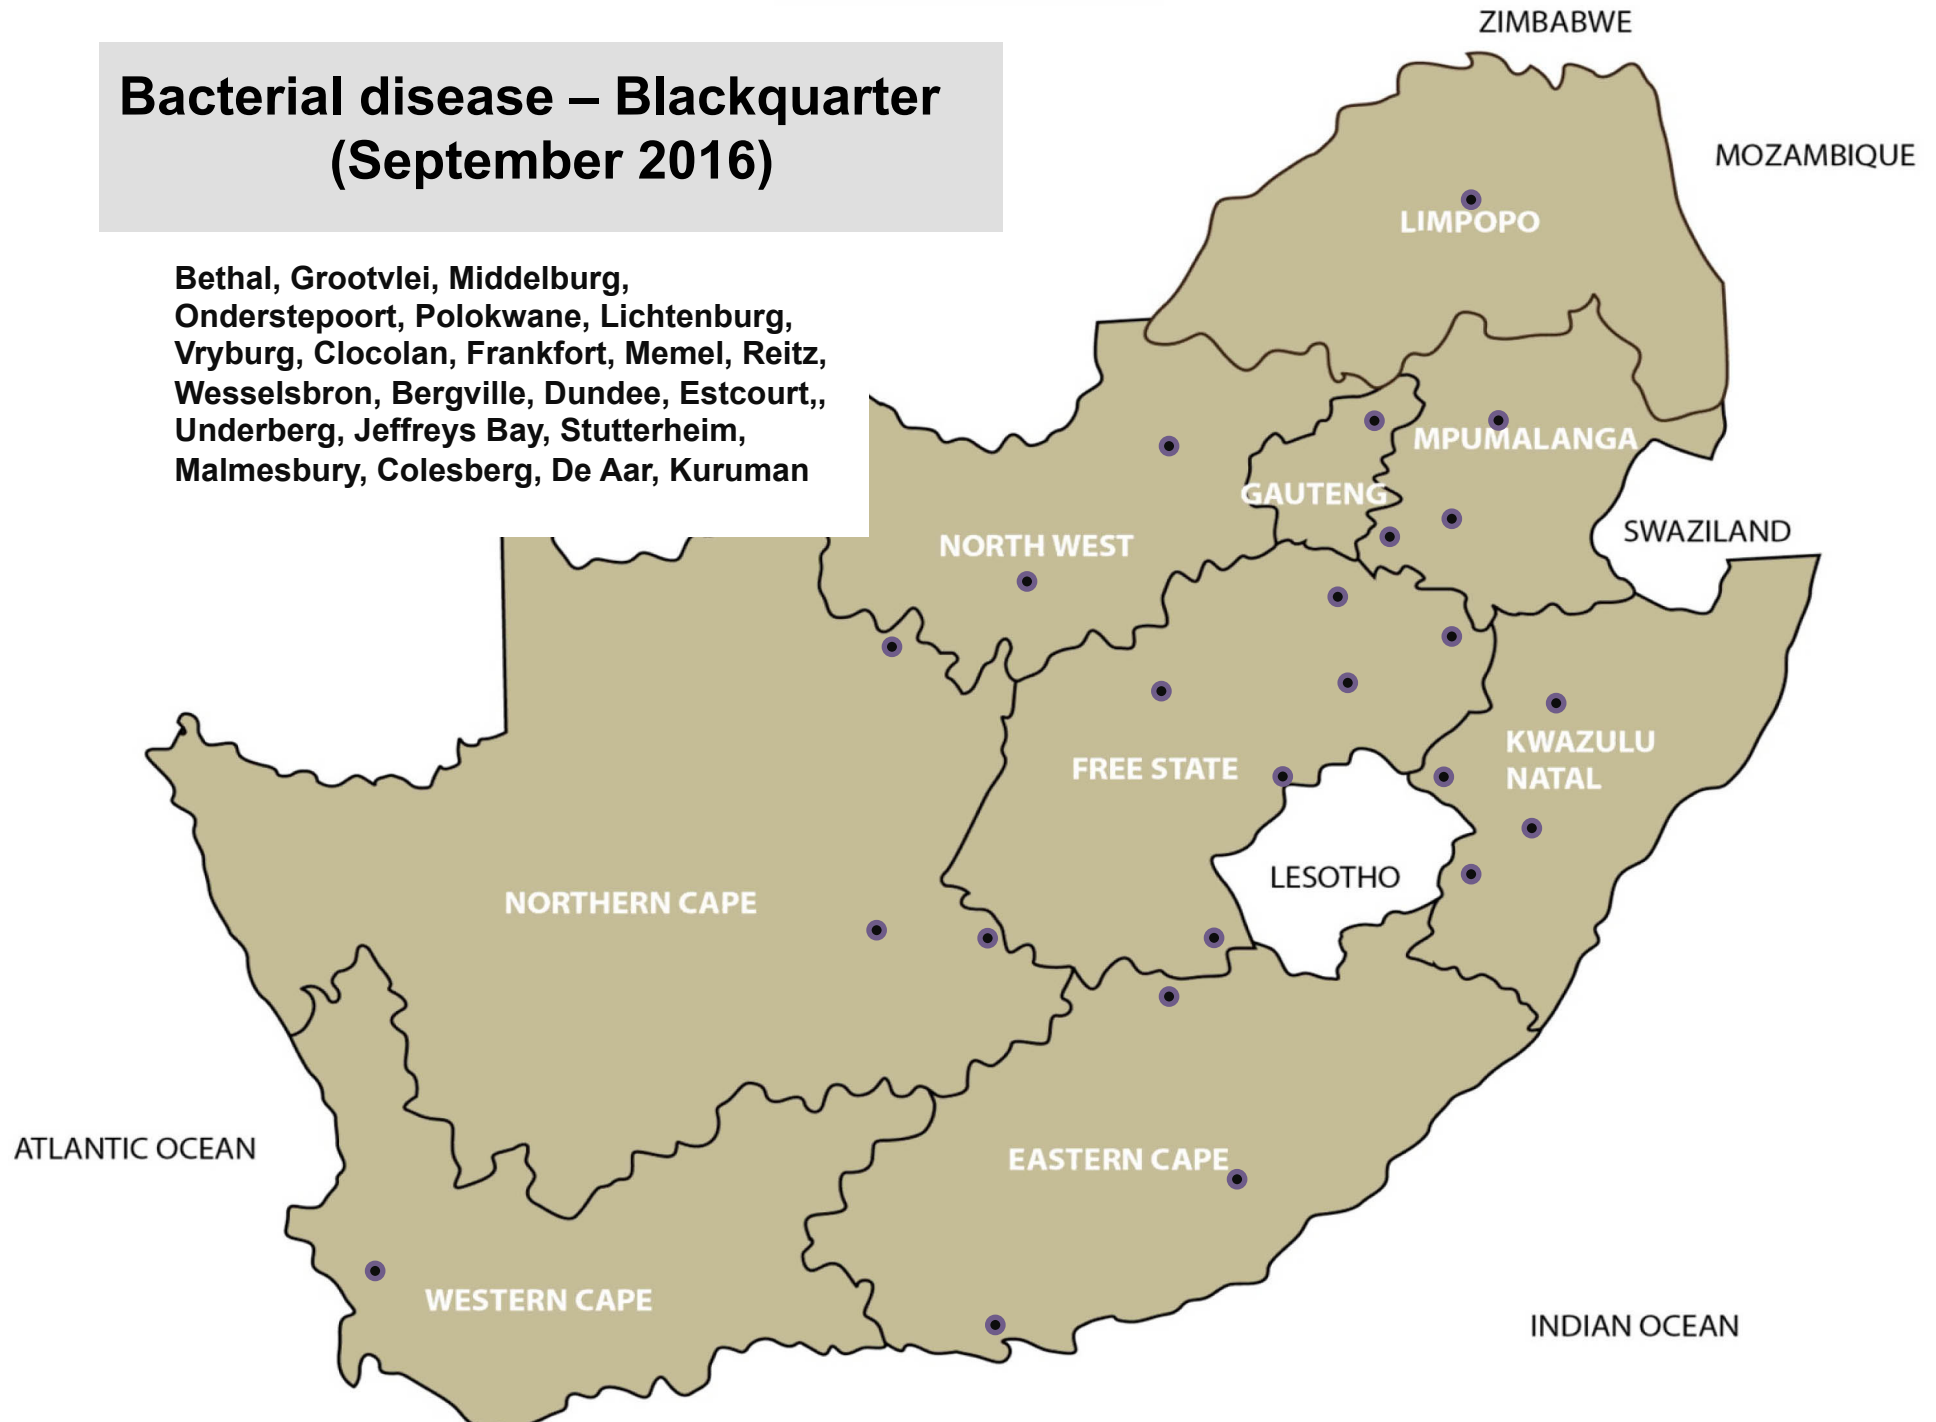 ZIMBABWE
Bacterial disease – Blackquarter
(September 2016)
MOZAMBIQUE
LIMPOPO
Bethal, Grootvlei, Middelburg,
Onderstepoort, Polokwane, Lichtenburg,
Vryburg, Clocolan, Frankfort, Memel, Reitz,
Wesselsbron, Bergville, Dundee, Estcourt,,
Underberg, Jeffreys Bay, Stutterheim,
Malmesbury, Colesberg, De Aar, Kuruman
MPUMALANGA
GAUTENG
SWAZILAND
NORTH WEST
KWAZULU
NATAL
FREE STATE
LESOTHO
NORTHERN CAPE
ATLANTIC OCEAN
EASTERN CAPE
WESTERN CAPE
INDIAN OCEAN